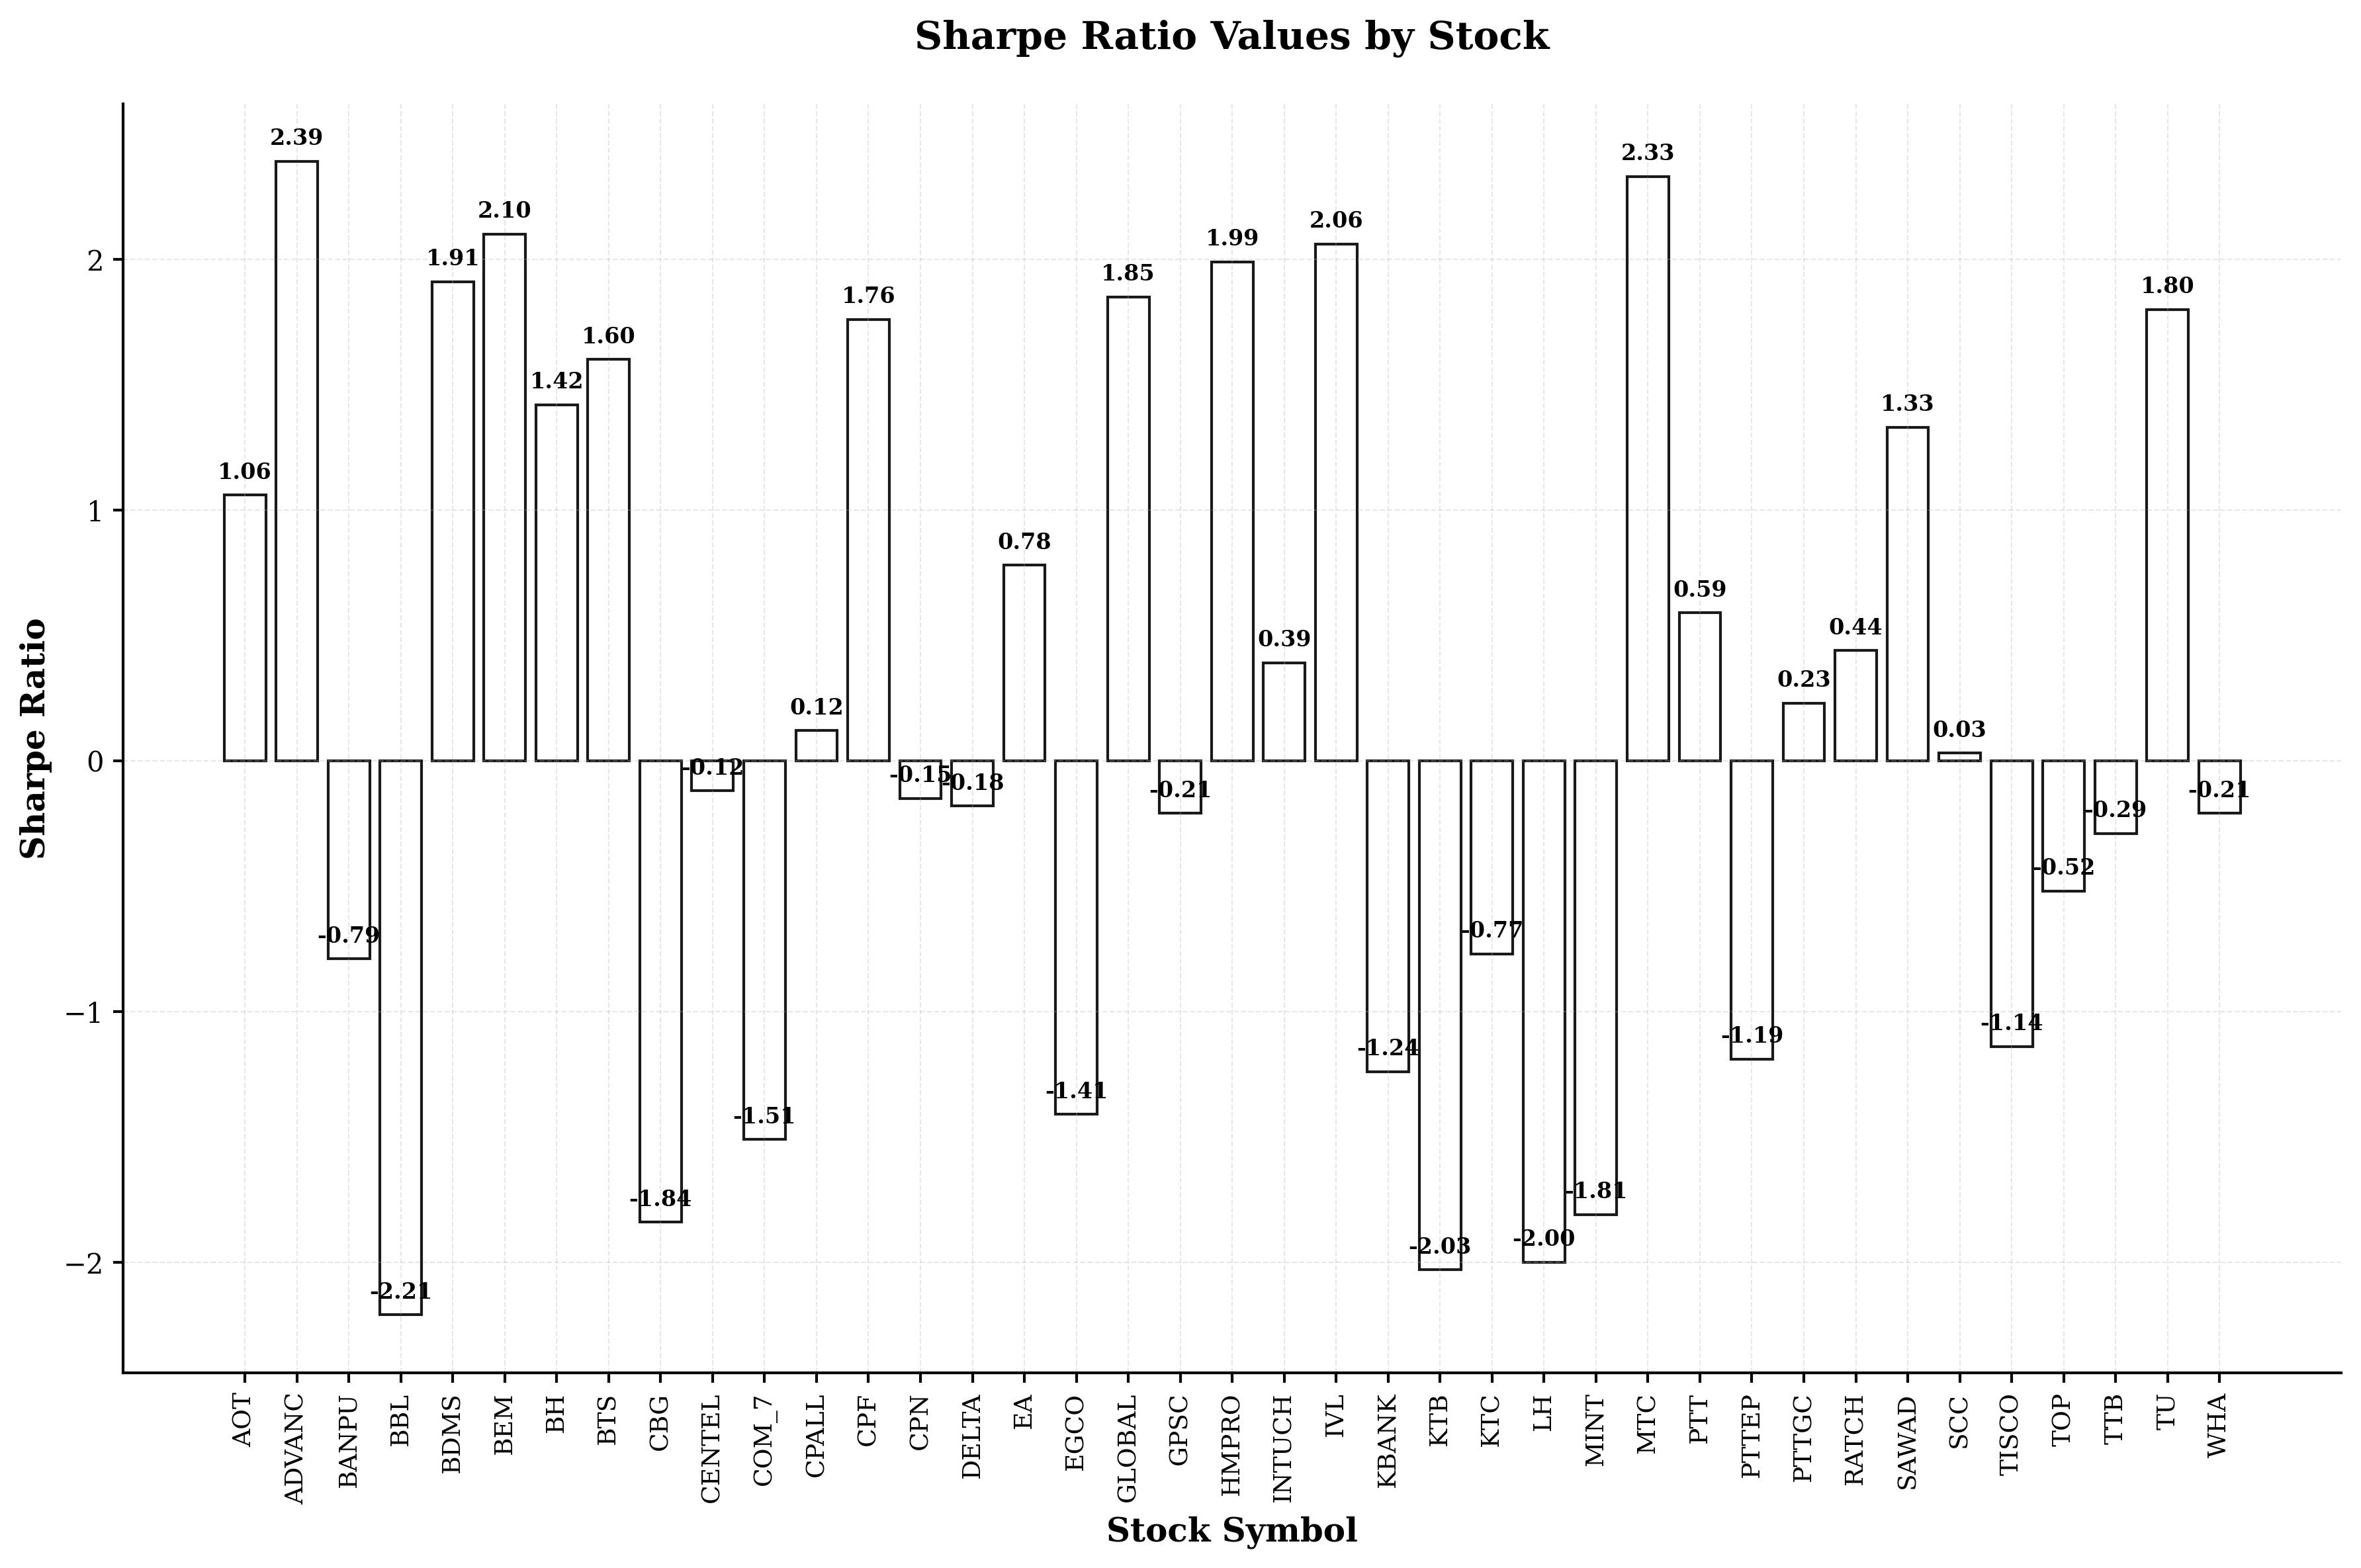 Sharpe Ratio Values by Stock
Sharpe Ratio
2
1
0
−1
−2
1.06
2.39
-0.79
-2.21
1.91
2.10
1.42
1.60
-1.84
-0.12
-1.51
0.12
1.76
-0.15
-0.18
0.78
-1.41
1.85
-0.21
1.99
0.39
2.06
-1.24
-2.03
-0.77
-2.00
-1.81
2.33
0.59
-1.19
0.23
0.44
1.33
0.03
-1.14
-0.52
-0.29
1.80
-0.21
AOT
ADVANC
BANPU
BBL
BDMS
BEM
BH
BTS
CBG
CENTEL
COM_7
CPALL
CPF
CPN
DELTA
EA
EGCO
GLOBAL
GPSC
HMPRO
INTUCH
IVL
KBANK
KTB
KTC
LH
MINT
MTC
PTT
PTTEP
PTTGC
RATCH
SAWAD
SCC
TISCO
TOP
TTB
TU
WHA
Stock Symbol